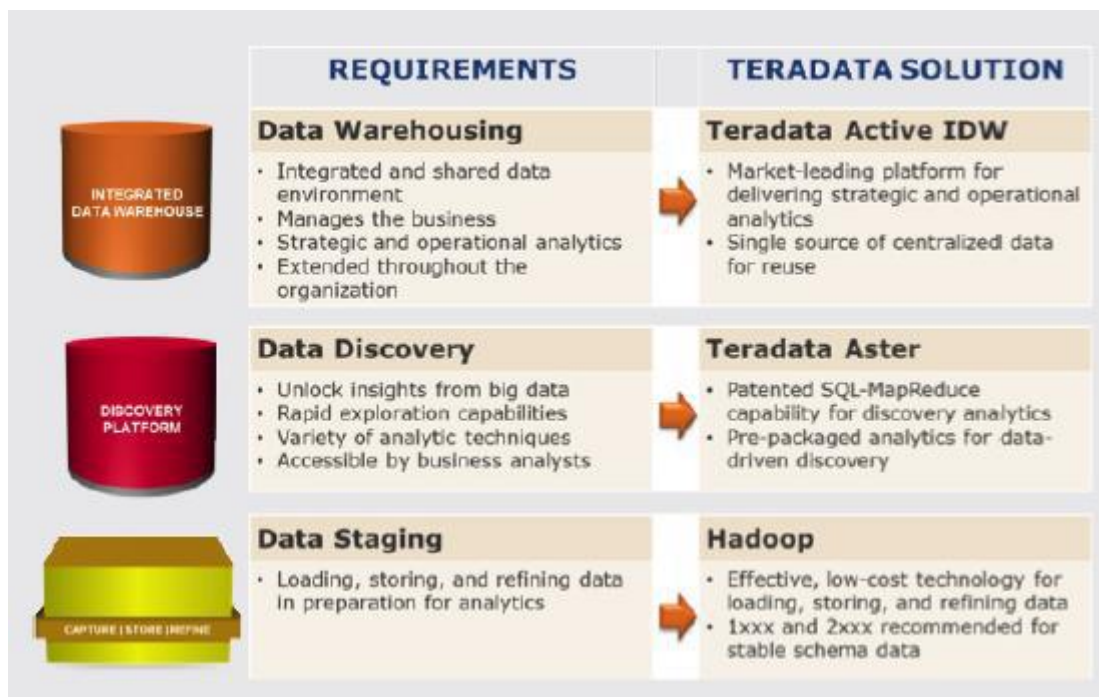 REQUIREMENTS
TERADATA SOLUTION
INTEGRATED
DATA WAREHOUSE
Data Warehousing
• Integrated and shared data
environment
• Manages the business
• Strategic and operational analytics
• Extended throughout the
organization
Teradata Active IDW
• Market-leading platform for
delivering strategic and operational
analytics
• Single source of centralized data
for reuse
DISCOVERY
PLATFORM
Data Discovery
• Unlock insights from big data
• Rapid exploration capabilities
• Variety of analytic techniques
• Accessible by business analysts
Teradata Aster
• Patented SQL-MapReduce
capability for discovery analytics
• Pre-packaged analytics for data-
driven discovery
CAPTURE | STORE | REFINE
Data Staging
• Loading, storing, and refining data
in preparation for analytics
Hadoop
• Effective, low-cost technology for
loading, storing, and refining data
• 1xxx and 2xxx recommended for
stable schema data